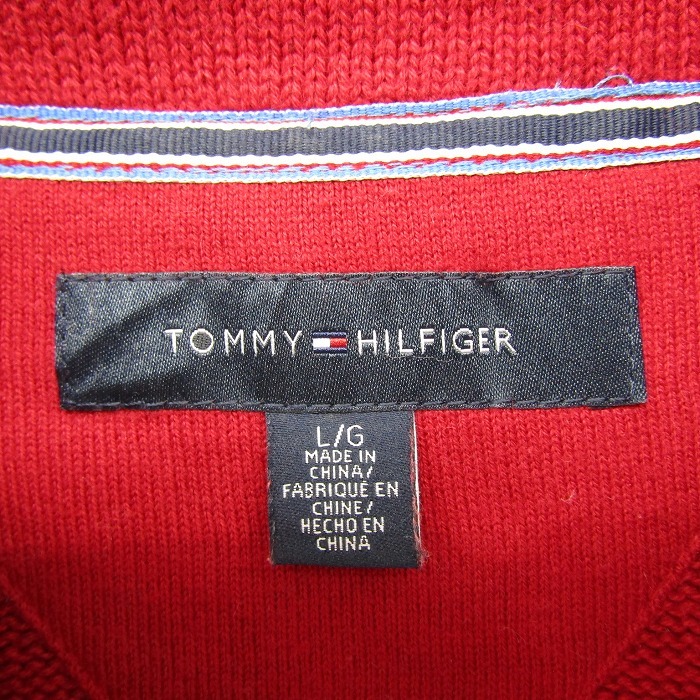 TOMMY HILFIGER
L/G
MADE IN
CHINA/
FABRIQUÉ EN
CHINE/
HECHO EN
CHINA